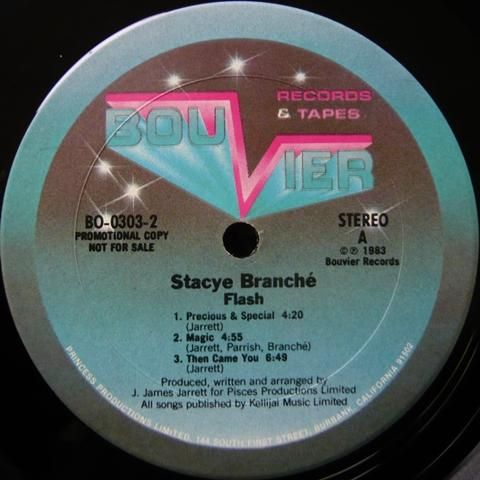 BOUVIER
RECORDS
& TAPES
BO-0303-2
PROMOTIONAL COPY
NOT FOR SALE
STEREO
A
© ℗ 1983
Bouvier Records
Stacye Branché
Flash
1. Precious & Special 4:20
(Jarrett)
2. Magic 4:55
(Jarrett, Parrish, Branché)
3. Then Came You 6:49
(Jarrett)
Produced, written and arranged by
J. James Jarrett for Pisces Productions Limited
All songs published by Kellijai Music Limited
PRINCESS PRODUCTIONS LIMITED, 144 SOUTH FIRST STREET, BURBANK, CALIFORNIA 91502